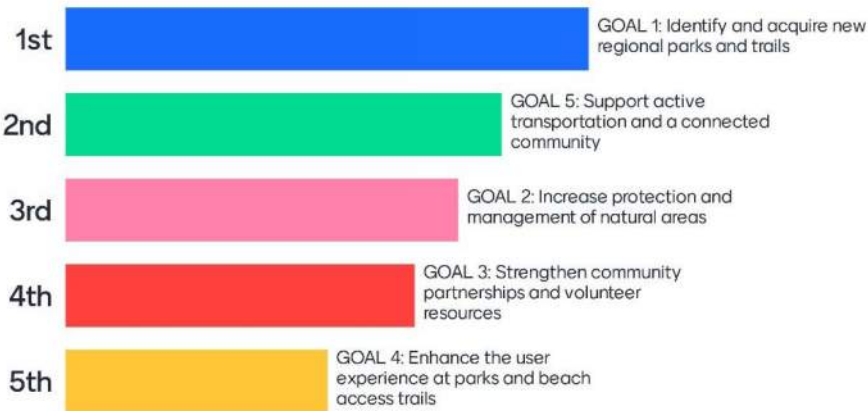 1st
GOAL 1: Identify and acquire new
regional parks and trails
2nd
GOAL 5: Support active
transportation and a connected
community
3rd
GOAL 2: Increase protection and
management of natural areas
4th
GOAL 3: Strengthen community
partnerships and volunteer
resources
5th
GOAL 4: Enhance the user
experience at parks and beach
access trails